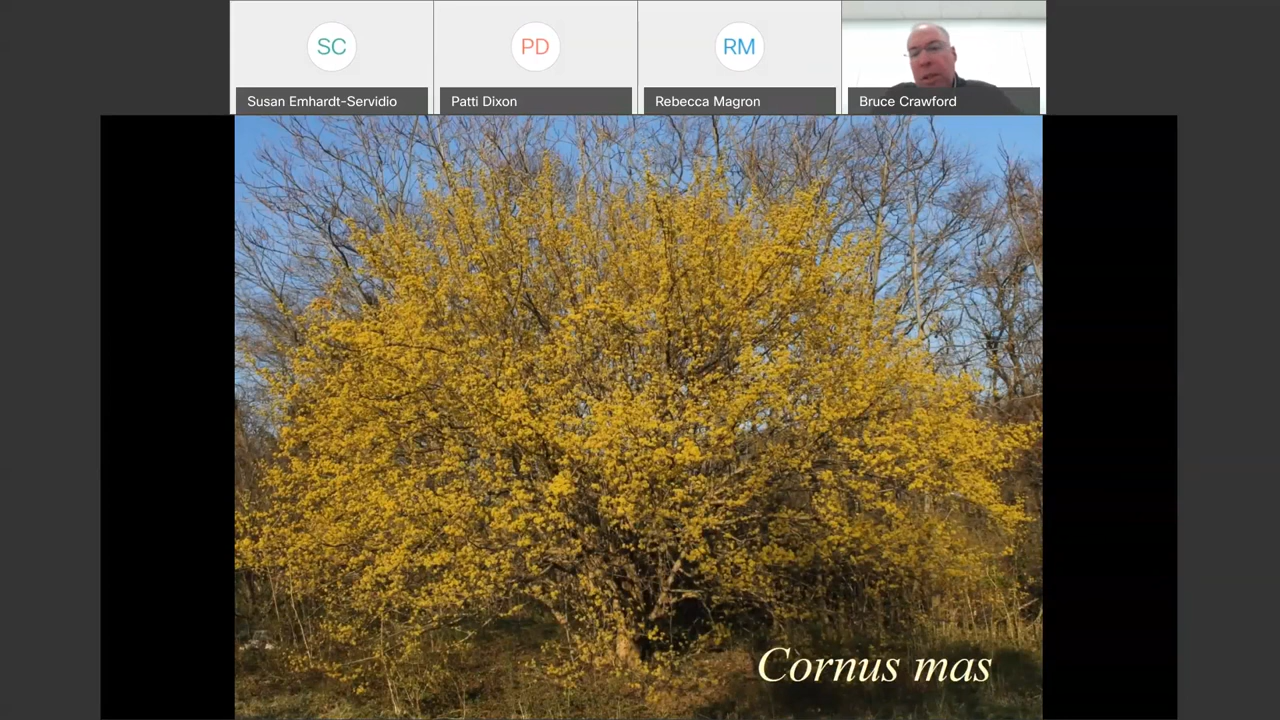 SC
PD
RM
Susan Emhardt-Servidio
Patti Dixon
Rebecca Magron
Bruce Crawford
Cornus mas